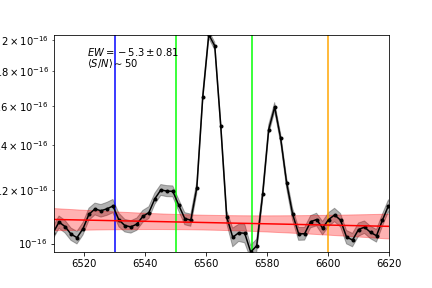 2 × 10⁻¹⁶
EW = −5.3 ± 0.81
⟨S/N⟩ ~ 50
.8 × 10⁻¹⁶
.6 × 10⁻¹⁶
.4 × 10⁻¹⁶
.2 × 10⁻¹⁶
10⁻¹⁶
6520 6540 6560 6580 6600 6620